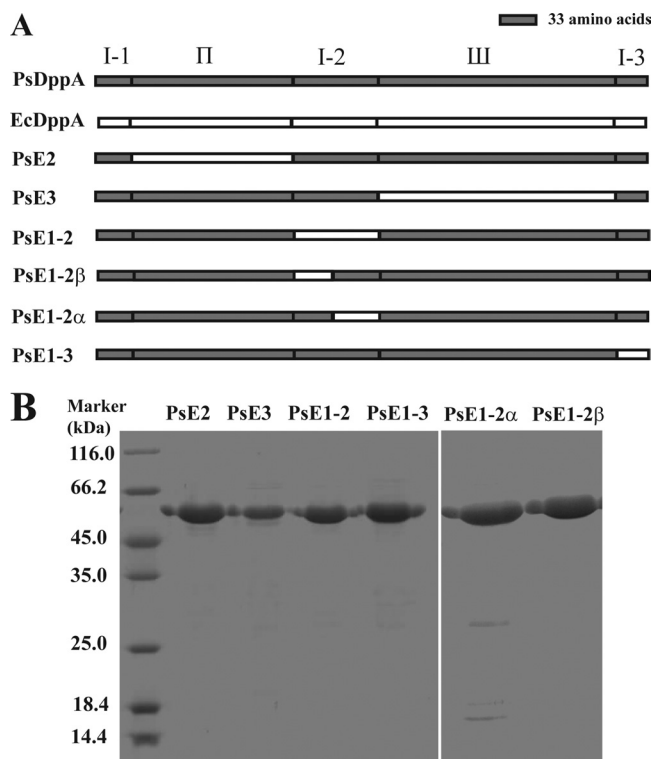 A
33 amino acids
I-1 П I-2 Ш I-3
PsDppA
EcDppA
PsE2
PsE3
PsE1-2
PsE1-2β
PsE1-2α
PsE1-3
B
Marker PsE2 PsE3 PsE1-2 PsE1-3 PsE1-2α PsE1-2β
(kDa)
116.0
66.2
45.0
35.0
25.0
18.4
14.4